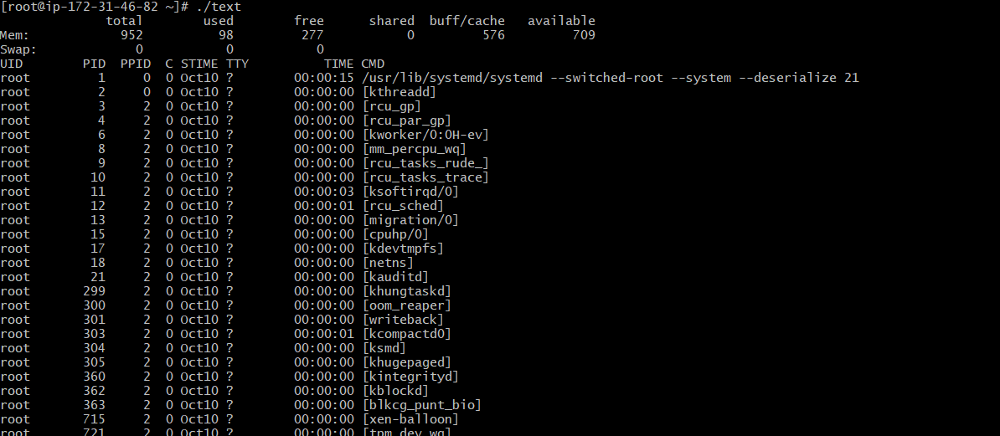 [root@ip-172-31-46-82 ~]# ./text
              total        used        free      shared  buff/cache   available
Mem:            952          98         277           0         576         709
Swap:             0           0           0
UID        PID  PPID  C STIME TTY          TIME CMD
root         1     0  0 Oct10 ?        00:00:15 /usr/lib/systemd/systemd --switched-root --system --deserialize 21
root         2     0  0 Oct10 ?        00:00:00 [kthreadd]
root         3     2  0 Oct10 ?        00:00:00 [rcu_gp]
root         4     2  0 Oct10 ?        00:00:00 [rcu_par_gp]
root         6     2  0 Oct10 ?        00:00:00 [kworker/0:0H-ev]
root         8     2  0 Oct10 ?        00:00:00 [mm_percpu_wq]
root         9     2  0 Oct10 ?        00:00:00 [rcu_tasks_rude_]
root        10     2  0 Oct10 ?        00:00:00 [rcu_tasks_trace]
root        11     2  0 Oct10 ?        00:00:03 [ksoftirqd/0]
root        12     2  0 Oct10 ?        00:00:01 [rcu_sched]
root        13     2  0 Oct10 ?        00:00:00 [migration/0]
root        15     2  0 Oct10 ?        00:00:00 [cpuhp/0]
root        17     2  0 Oct10 ?        00:00:00 [kdevtmpfs]
root        18     2  0 Oct10 ?        00:00:00 [netns]
root        21     2  0 Oct10 ?        00:00:00 [kauditd]
root       299     2  0 Oct10 ?        00:00:00 [khungtaskd]
root       300     2  0 Oct10 ?        00:00:00 [oom_reaper]
root       301     2  0 Oct10 ?        00:00:00 [writeback]
root       303     2  0 Oct10 ?        00:00:01 [kcompactd0]
root       304     2  0 Oct10 ?        00:00:00 [ksmd]
root       305     2  0 Oct10 ?        00:00:00 [khugepaged]
root       360     2  0 Oct10 ?        00:00:00 [kintegrityd]
root       362     2  0 Oct10 ?        00:00:00 [kblockd]
root       363     2  0 Oct10 ?        00:00:00 [blkcg_punt_bio]
root       715     2  0 Oct10 ?        00:00:00 [xen-balloon]
root       721     2  0 Oct10 ?        00:00:00 [tpm_dev_wq]